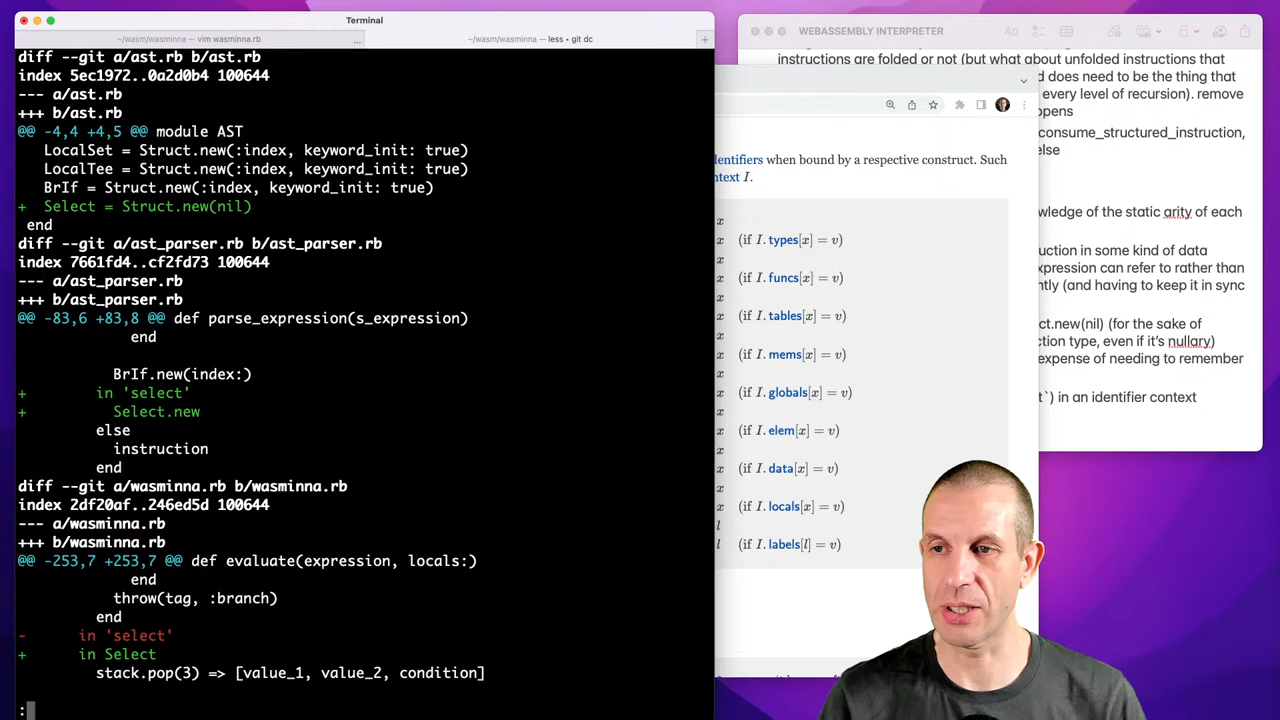 Terminal
~/wasm/wasminna — vim wasminna.rb ...
~/wasm/wasminna — less • git dc +
diff --git a/ast.rb b/ast.rb
index 5ec1972..0a2d0b4 100644
--- a/ast.rb
+++ b/ast.rb
@@ -4,4 +4,5 @@ module AST
LocalSet = Struct.new(:index, keyword_init: true)
LocalTee = Struct.new(:index, keyword_init: true)
BrIf = Struct.new(:index, keyword_init: true)
+ Select = Struct.new(nil)
end
diff --git a/ast_parser.rb b/ast_parser.rb
index 7661fd4..cf2fd73 100644
--- a/ast_parser.rb
+++ b/ast_parser.rb
@@ -83,6 +83,8 @@ def parse_expression(s_expression)
end
BrIf.new(index:)
+ in 'select'
+ Select.new
else
instruction
end
diff --git a/wasminna.rb b/wasminna.rb
index 2df20af..246ed5d 100644
--- a/wasminna.rb
+++ b/wasminna.rb
@@ -253,7 +253,7 @@ def evaluate(expression, locals:)
end
throw(tag, :branch)
end
- in 'select'
+ in Select
stack.pop(3) => [value_1, value_2, condition]
:
WEBASSEMBLY INTERPRETER
instructions are folded or not (but what about unfolded instructions that
d does need to be the thing that
every level of recursion). remove
opens
consume_structured_instruction,
else
wledge of the static arity of each
uction in some kind of data
expression can refer to rather than
ntly (and having to keep it in sync
ct.new(nil) (for the sake of
ction type, even if it's nullary)
expense of needing to remember
t`) in an identifier context
dentifiers when bound by a respective construct. Such
ntext I.
x
x (if I.types[x] = v)
x
x (if I.funcs[x] = v)
x
x (if I.tables[x] = v)
x
x (if I.mems[x] = v)
x
x (if I.globals[x] = v)
x
x (if I.elem[x] = v)
x
x (if I.data[x] = v)
x
x (if I.locals[x] = v)
l
l (if I.labels[l] = v)